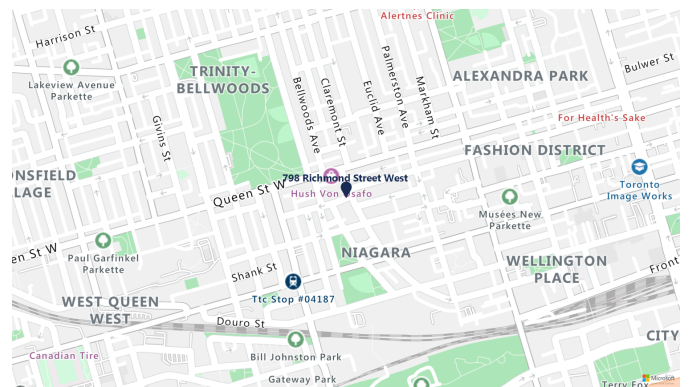 Alertnes Clinic
Harrison St
Bulwer St
TRINITY-
BELLWOODS
ALEXANDRA PARK
Lakeview Avenue
Parkette
Palmerston Ave
Markham St
Euclid Ave
Claremont St
Bellwoods Ave
Givins St
For Health's Sake
FASHION DISTRICT
ONSFIELD
LAGE
798 Richmond Street West
Hush Von
Toronto
Image Works
Queen St W
Musées New
Parkette
en St W
Paul Garfinkel
Parkette
NIAGARA
WELLINGTON
PLACE
Front
Shank St
Ttc Stop #04187
WEST QUEEN
WEST
Douro St
CITY
Canadian Tire
Bill Johnston Park
Gateway Park
Terry Fox
Microsoft